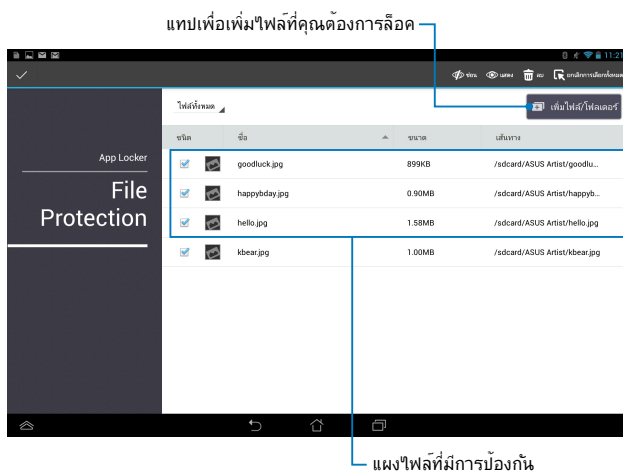 แทปเพื่อเพิ่มไฟล์ที่คุณต้องการล็อค
11:21
ซ่อน แสดง ลบ ยกเลิกการเลือกทั้งหมด
ไฟล์ทั้งหมด เพิ่มไฟล์/โฟลเดอร์
ชนิด ชื่อ ขนาด เส้นทาง
App Locker
File
Protection
goodluck.jpg 899KB /sdcard/ASUS Artist/goodlu...
happybday.jpg 0.90MB /sdcard/ASUS Artist/happyb...
hello.jpg 1.58MB /sdcard/ASUS Artist/hello.jpg
kbear.jpg 1.00MB /sdcard/ASUS Artist/kbear.jpg
แผงไฟล์ที่มีการป้องกัน